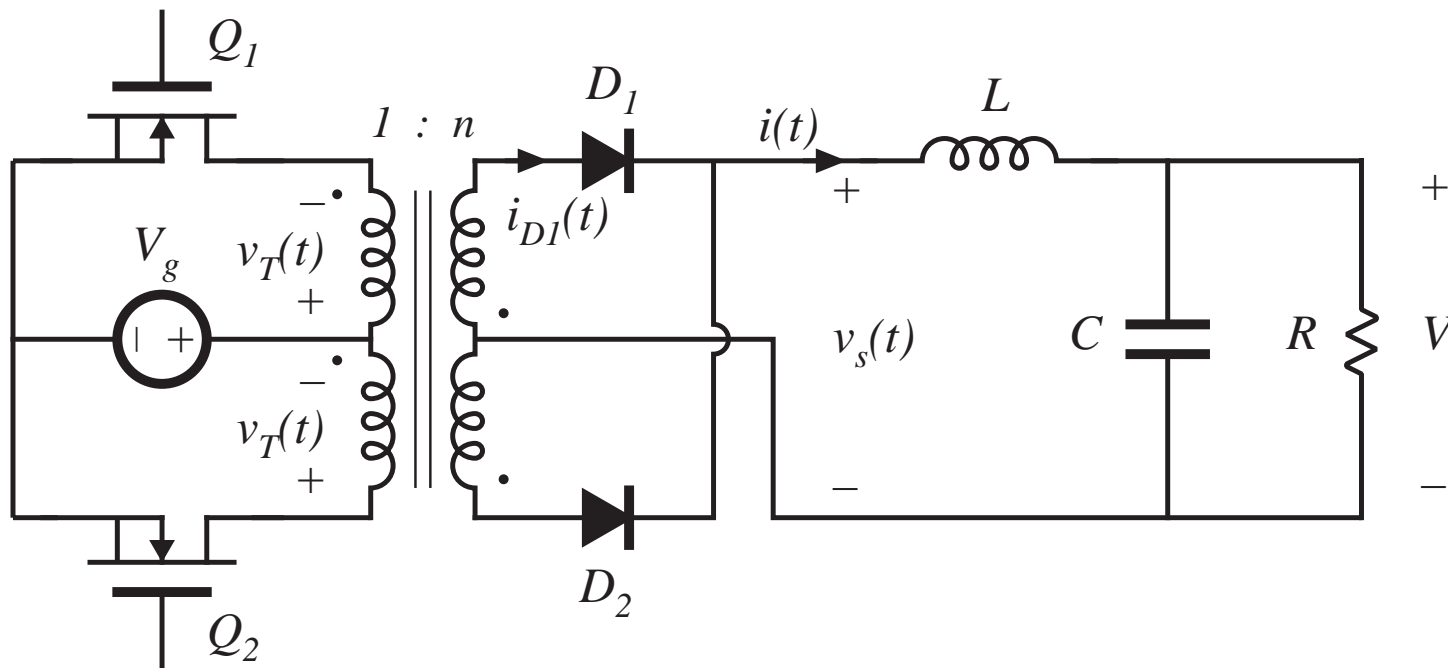 Q1
D1
L
1 : n
i(t)
+
+
−
iD1(t)
Vg
vT(t)
+
− +
vs(t)
C
R
V
−
vT(t)
+
−
−
D2
Q2